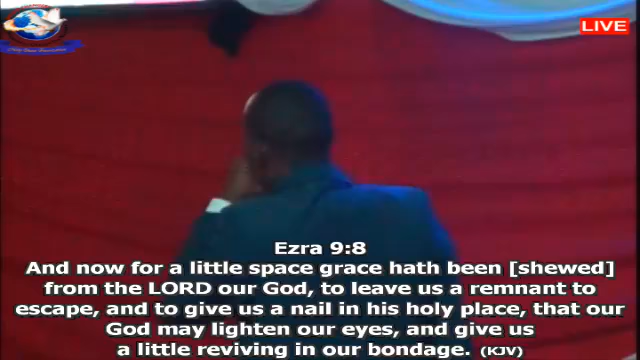 LIVE
Ezra 9:8
And now for a little space grace hath been [shewed]
from the LORD our God, to leave us a remnant to
escape, and to give us a nail in his holy place, that our
God may lighten our eyes, and give us
a little reviving in our bondage. (KJV)